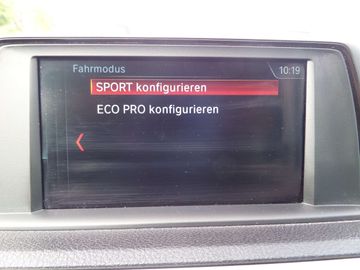 Fahrmodus
10:19
SPORT konfigurieren
ECO PRO konfigurieren